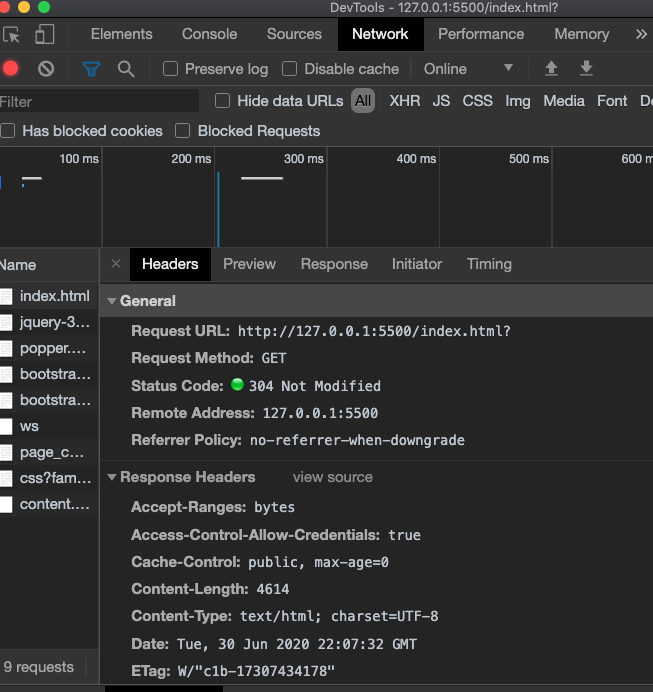 DevTools - 127.0.0.1:5500/index.html?
Elements Console Sources Network Performance Memory »
Preserve log Disable cache Online
Filter Hide data URLs All XHR JS CSS Img Media Font
Has blocked cookies Blocked Requests
100 ms 200 ms 300 ms 400 ms 500 ms 600 m
Name × Headers Preview Response Initiator Timing
index.html
jquery-3...
popper....
bootstra...
bootstra...
ws
page_c...
css?fam...
content....
9 requests
General
Request URL: http://127.0.0.1:5500/index.html?
Request Method: GET
Status Code: 304 Not Modified
Remote Address: 127.0.0.1:5500
Referrer Policy: no-referrer-when-downgrade
Response Headers view source
Accept-Ranges: bytes
Access-Control-Allow-Credentials: true
Cache-Control: public, max-age=0
Content-Length: 4614
Content-Type: text/html; charset=UTF-8
Date: Tue, 30 Jun 2020 22:07:32 GMT
ETag: W/"c1b-17307434178"